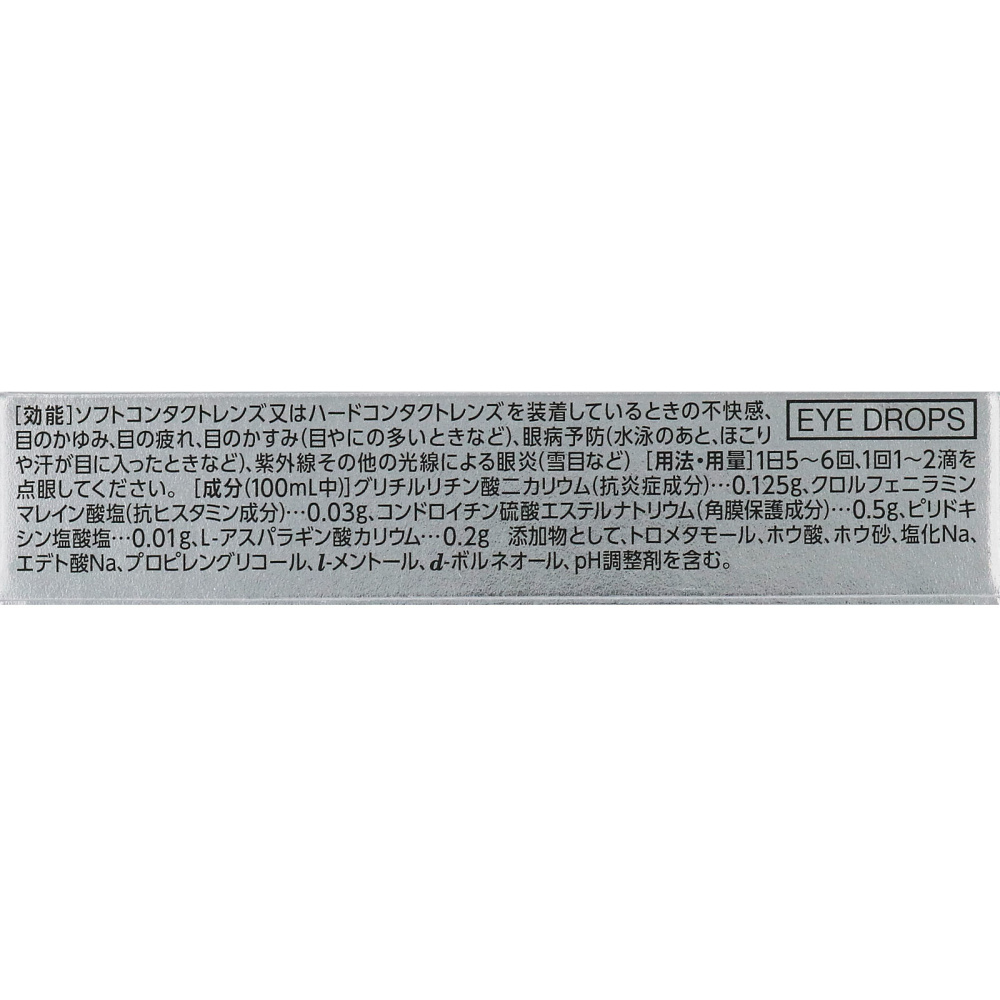 [効能]ソフトコンタクトレンズ又はハードコンタクトレンズを装着しているときの不快感、
EYE DROPS
目のかゆみ、目の疲れ、目のかすみ(目やにの多いときなど)、眼病予防(水泳のあと、ほこり
や汗が目に入ったときなど)、紫外線その他の光線による眼炎(雪目など) [用法・用量]1日5〜6回、1回1〜2滴を
点眼してください。 [成分(100mL中)]グリチルリチン酸二カリウム(抗炎症成分)…0.125g、クロルフェニラミン
マレイン酸塩(抗ヒスタミン成分)…0.03g、コンドロイチン硫酸エステルナトリウム(角膜保護成分)…0.5g、ピリドキ
シン塩酸塩…0.01g、L-アスパラギン酸カリウム…0.2g 添加物として、トロメタモール、ホウ酸、ホウ砂、塩化Na、
エデト酸Na、プロピレングリコール、l-メントール、d-ボルネオール、pH調整剤を含む。